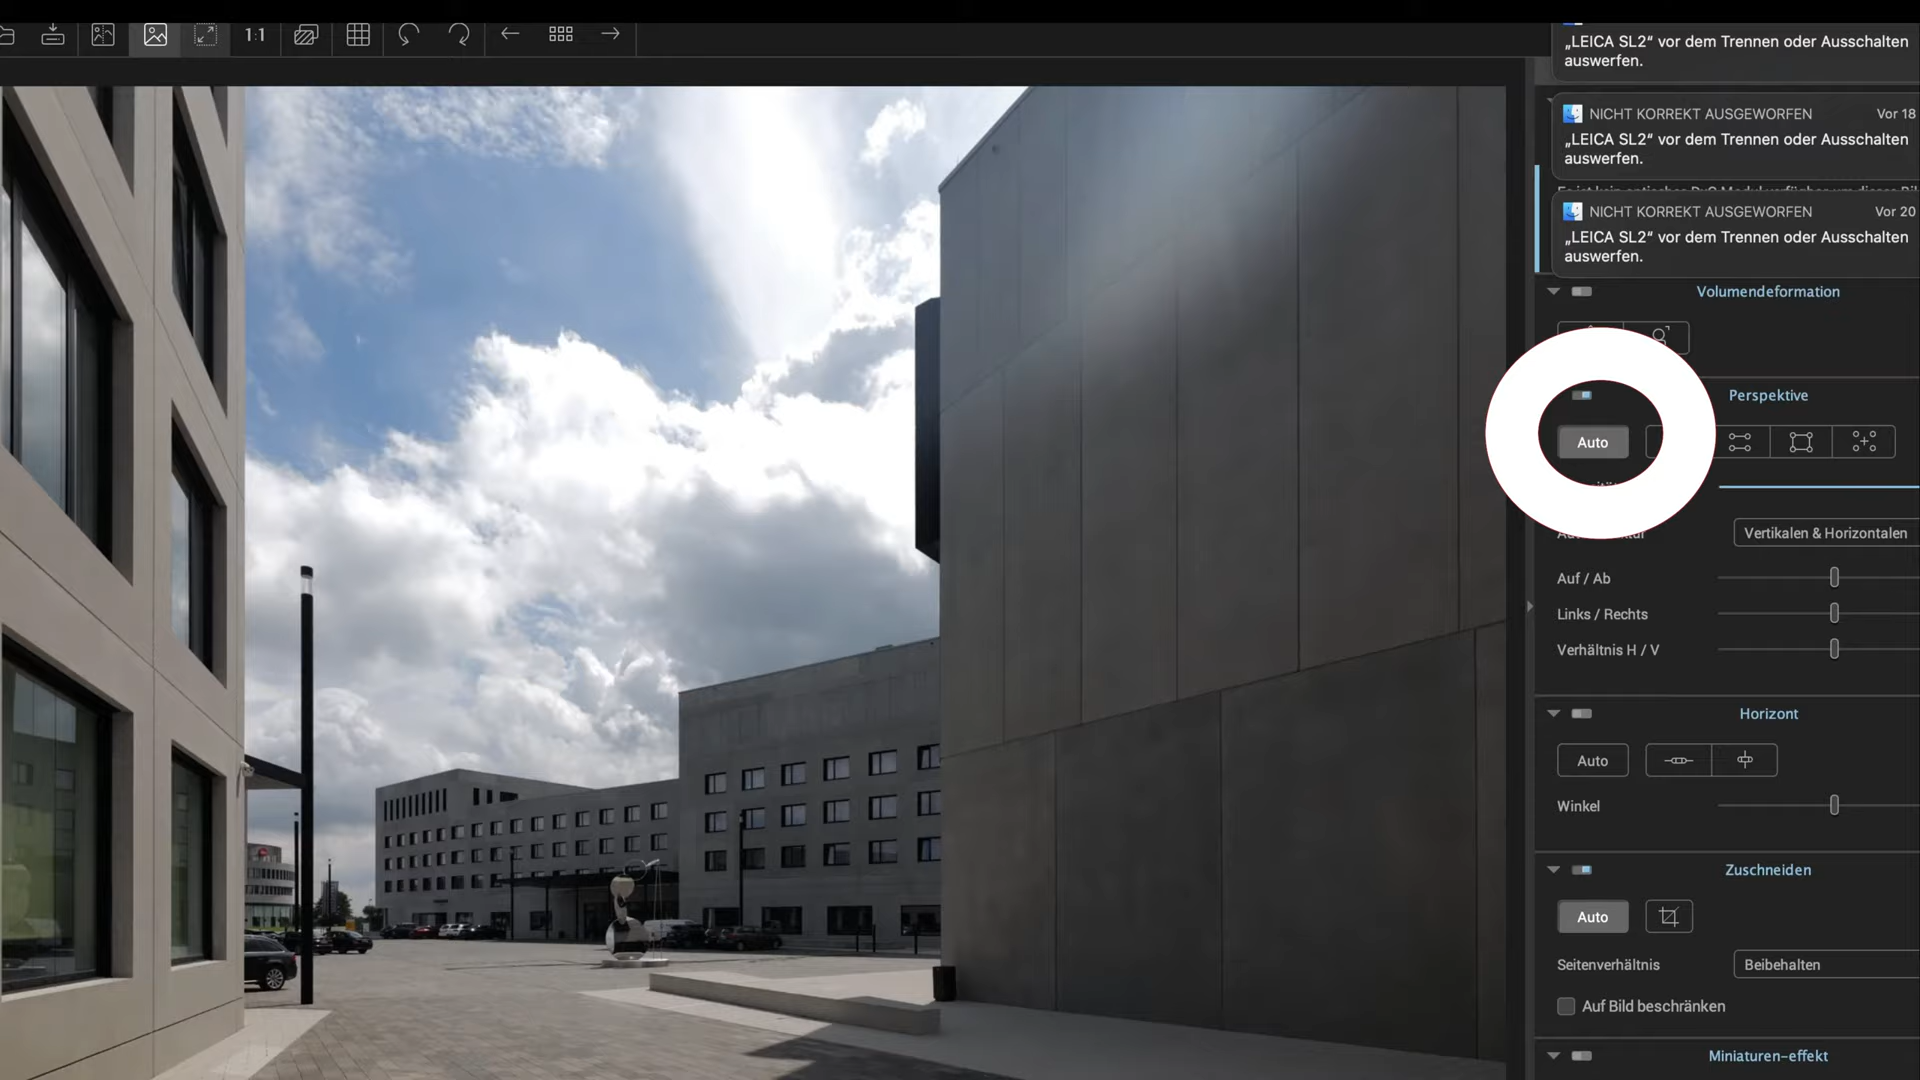 1:1
„LEICA SL2“ vor dem Trennen oder Ausschalten
auswerfen.
NICHT KORREKT AUSGEWORFEN Vor 18
„LEICA SL2“ vor dem Trennen oder Ausschalten
auswerfen.
NICHT KORREKT AUSGEWORFEN Vor 20
„LEICA SL2“ vor dem Trennen oder Ausschalten
auswerfen.
Volumendeformation
Perspektive
Auto
Vertikalen & Horizontalen
Auf / Ab
Links / Rechts
Verhältnis H / V
Horizont
Auto
Winkel
Zuschneiden
Auto
Seitenverhältnis Beibehalten
Auf Bild beschränken
Miniaturen-effekt